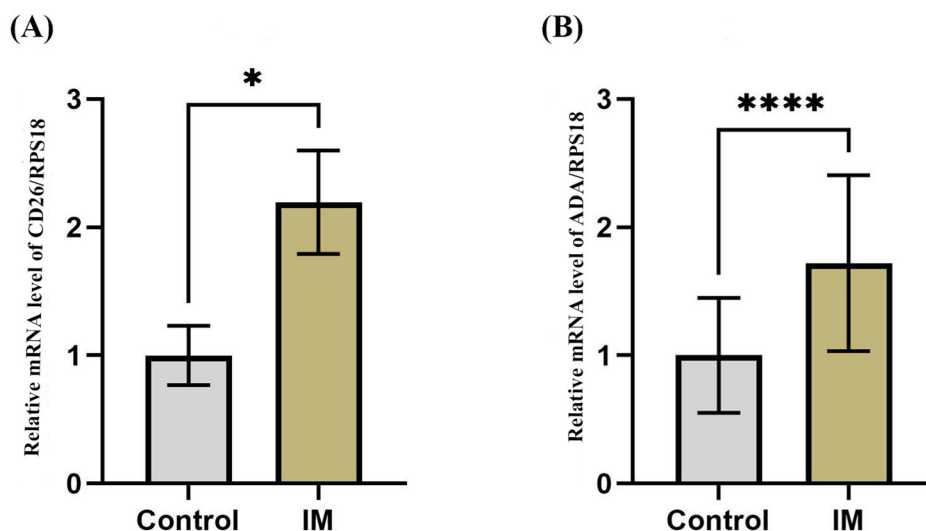 (A)
*
3
2
1
0
Relative mRNA level of CD26/RPS18
Control
IM
(B)
****
3
2
1
0
Relative mRNA level of ADA/RPS18
Control
IM